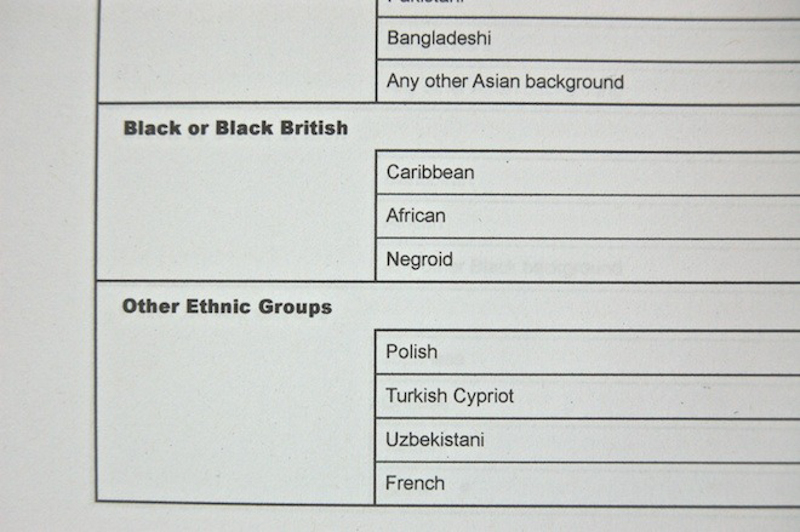 Bangladeshi
Any other Asian background
Black or Black British
Caribbean
African
Negroid
Other Ethnic Groups
Polish
Turkish Cypriot
Uzbekistani
French